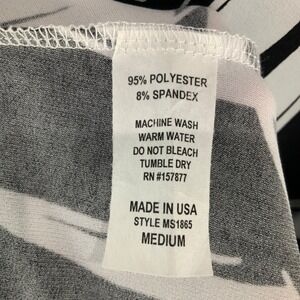 95% POLYESTER
8% SPANDEX
MACHINE WASH
WARM WATER
DO NOT BLEACH
TUMBLE DRY
RN #157877
MADE IN USA
STYLE MS1865
MEDIUM